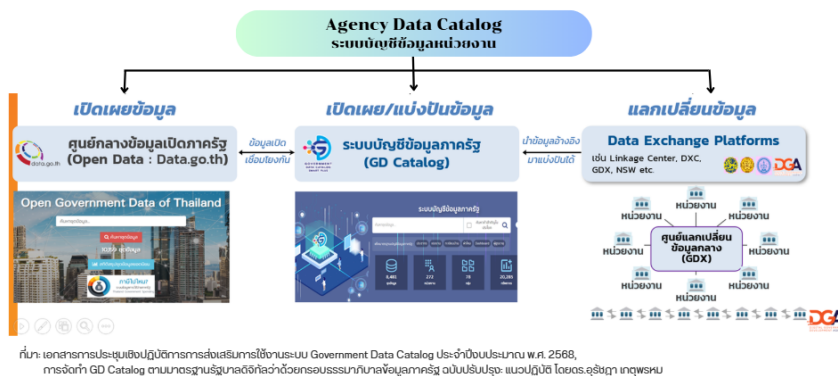 Agency Data Catalog
ระบบบัญชีข้อมูลหน่วยงาน
เปิดเผยข้อมูล
เปิดเผย/แบ่งปันข้อมูล
แลกเปลี่ยนข้อมูล
data.go.th
ศูนย์กลางข้อมูลเปิดภาครัฐ
(Open Data : Data.go.th)
ข้อมูลเปิด
เชื่อมโยงกัน
ระบบบัญชีข้อมูลภาครัฐ
(GD Catalog)
นำข้อมูลอ้างอิง
มาแบ่งปันได้
Data Exchange Platforms
เช่น Linkage Center, DXC,
GDX, NSW etc.
DGA
Open Government Data of Thailand
ค้นหาชุดข้อมูล
ภาษีไปไหน?
ระบบบัญชีข้อมูลภาครัฐ
หน่วยงาน
หน่วยงาน
หน่วยงาน
หน่วยงาน
หน่วยงาน
ศูนย์แลกเปลี่ยน
ข้อมูลกลาง
(GDX)
หน่วยงาน
หน่วยงาน
หน่วยงาน
DGA
ที่มา: เอกสารการประชุมเชิงปฏิบัติการการส่งเสริมการใช้งานระบบ Government Data Catalog ประจำปีงบประมาณ พ.ศ. 2568,
การจัดทำ GD Catalog ตามมาตรฐานรัฐบาลดิจิทัลว่าด้วยกรอบธรรมาภิบาลข้อมูลภาครัฐ ฉบับปรับปรุง: แนวปฏิบัติ โดยดร.อุรัชฎา เกตุพรหม